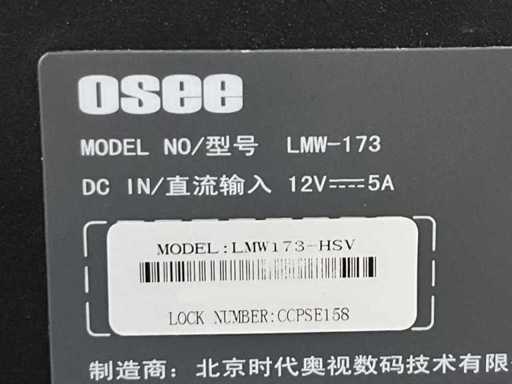 osee
MODEL NO/型号 LMW-173
DC IN/直流输入 12V⎓5A
MODEL:LMW173-HSV
LOCK NUMBER:CCPSE158
制造商：北京时代奥视数码技术有限